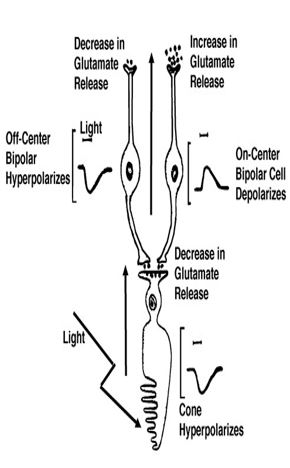 Decrease in
Glutamate
Release
Increase in
Glutamate
Release
Off-Center
Bipolar
Hyperpolarizes
Light
On-Center
Bipolar Cell
Depolarizes
Decrease in
Glutamate
Release
Light
Cone
Hyperpolarizes